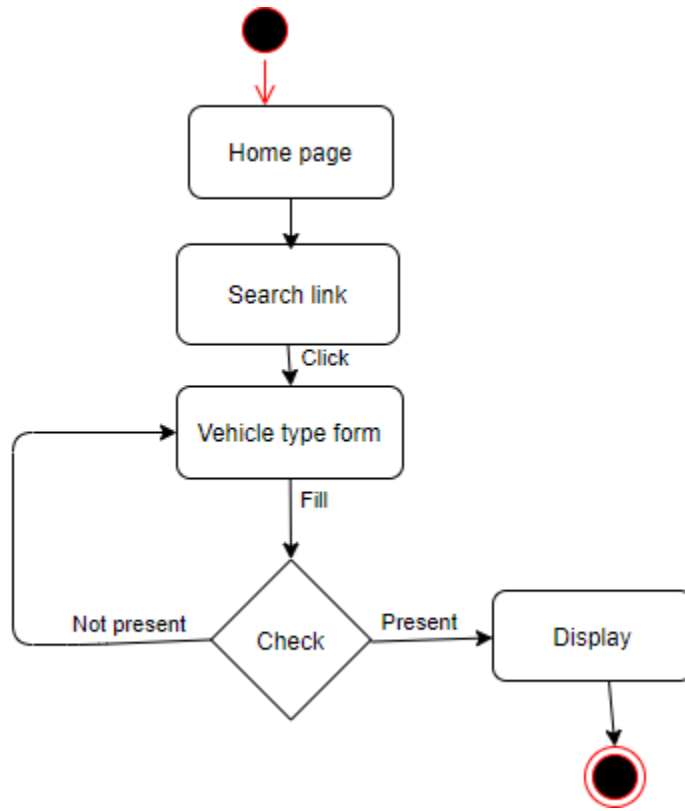 Home page
Search link
Click
Vehicle type form
Fill
Not present
Check
Present
Display